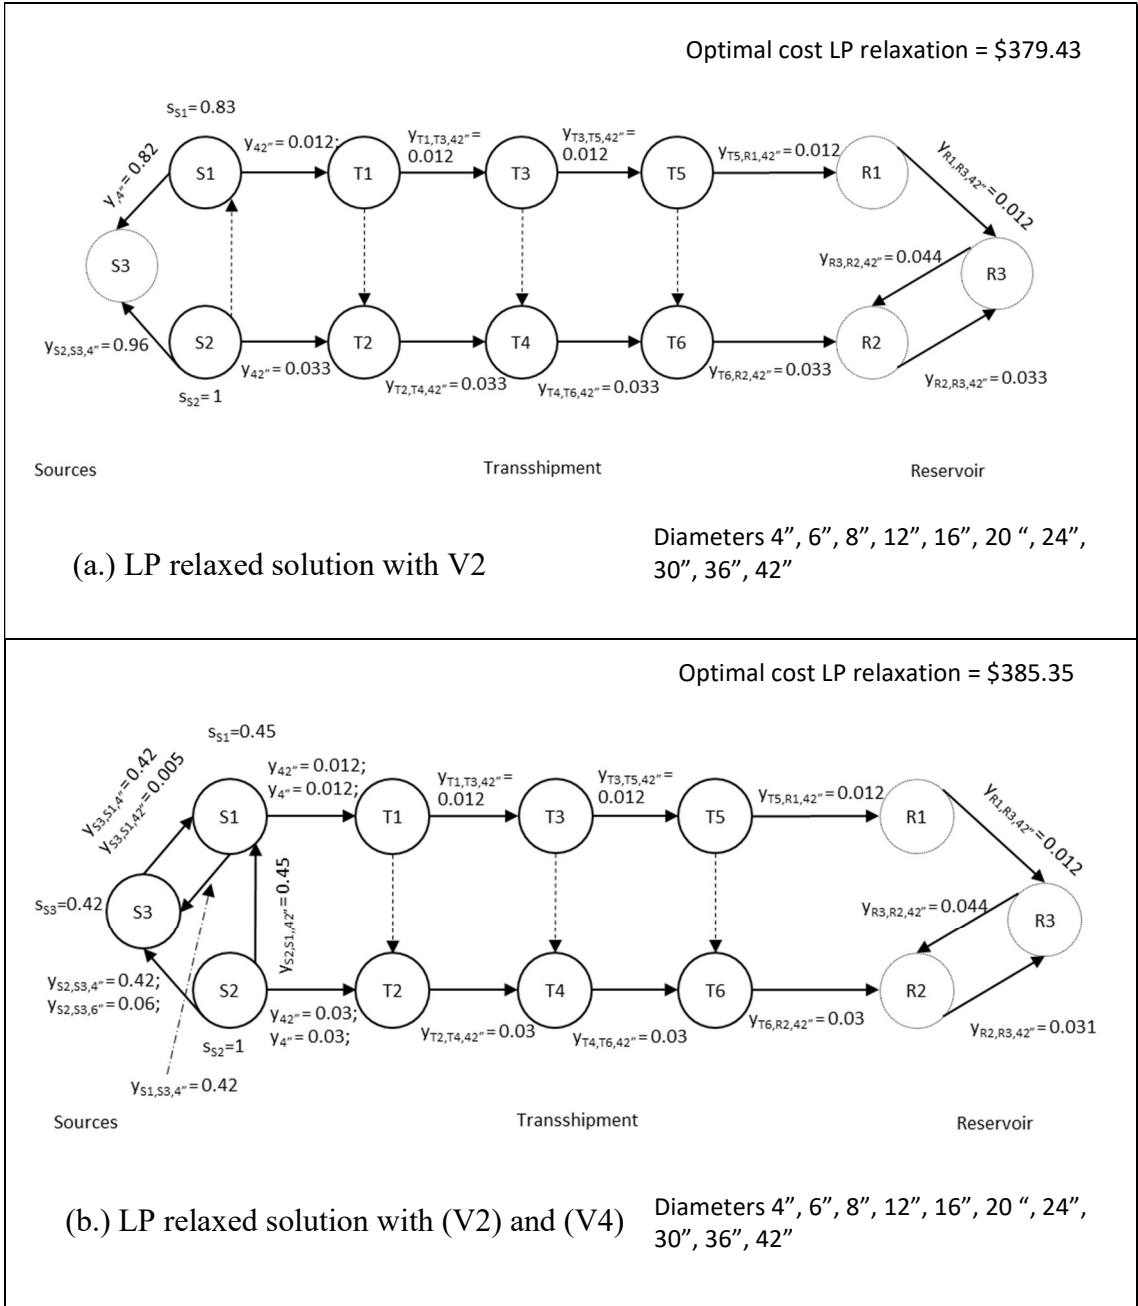 Optimal cost LP relaxation = $379.43
s_S1 = 0.83
y_,4″ = 0.82
y_42″ = 0.012;
y_T1,T3,42″ =
0.012
y_T3,T5,42″ =
0.012
y_T5,R1,42″ = 0.012
y_R1,R3,42″ = 0.012
S1
T1
T3
T5
R1
S3
y_R3,R2,42″ = 0.044
R3
y_S2,S3,4″ = 0.96
S2
T2
T4
T6
R2
y_42″ = 0.033
y_T2,T4,42″ = 0.033
y_T4,T6,42″ = 0.033
y_T6,R2,42″ = 0.033
y_R2,R3,42″ = 0.033
s_S2 = 1
Sources
Transshipment
Reservoir
(a.) LP relaxed solution with V2
Diameters 4”, 6”, 8”, 12”, 16”, 20 “, 24”,
30”, 36”, 42”
Optimal cost LP relaxation = $385.35
s_S1 =0.45
y_S3,S1,4″ = 0.42
y_S3,S1,42″ = 0.005
y_42″ = 0.012;
y_4″ = 0.012;
y_T1,T3,42″ =
0.012
y_T3,T5,42″ =
0.012
y_T5,R1,42″ = 0.012
y_R1,R3,42″ = 0.012
S1
T1
T3
T5
R1
s_S3 =0.42
S3
y_S2,S1,42″ = 0.45
y_R3,R2,42″ = 0.044
R3
y_S2,S3,4″ = 0.42;
y_S2,S3,6″ = 0.06;
S2
T2
T4
T6
R2
y_42″ = 0.03;
y_4″ = 0.03;
y_T2,T4,42″ = 0.03
y_T4,T6,42″ = 0.03
y_T6,R2,42″ = 0.03
y_R2,R3,42″ = 0.031
s_S2 =1
y_S1,S3,4″ = 0.42
Sources
Transshipment
Reservoir
(b.) LP relaxed solution with (V2) and (V4)
Diameters 4”, 6”, 8”, 12”, 16”, 20 “, 24”,
30”, 36”, 42”